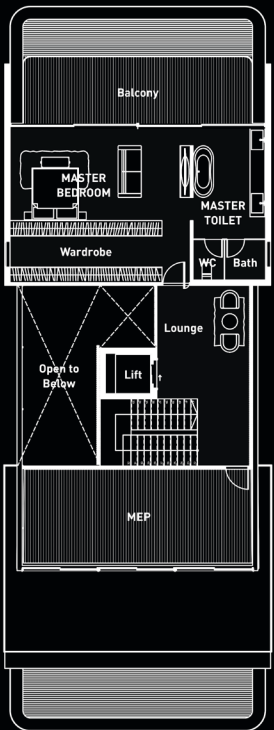 Balcony
MASTER
BEDROOM
MASTER
TOILET
Wardrobe
WC
Bath
Lounge
Open to
Below
Lift
MEP